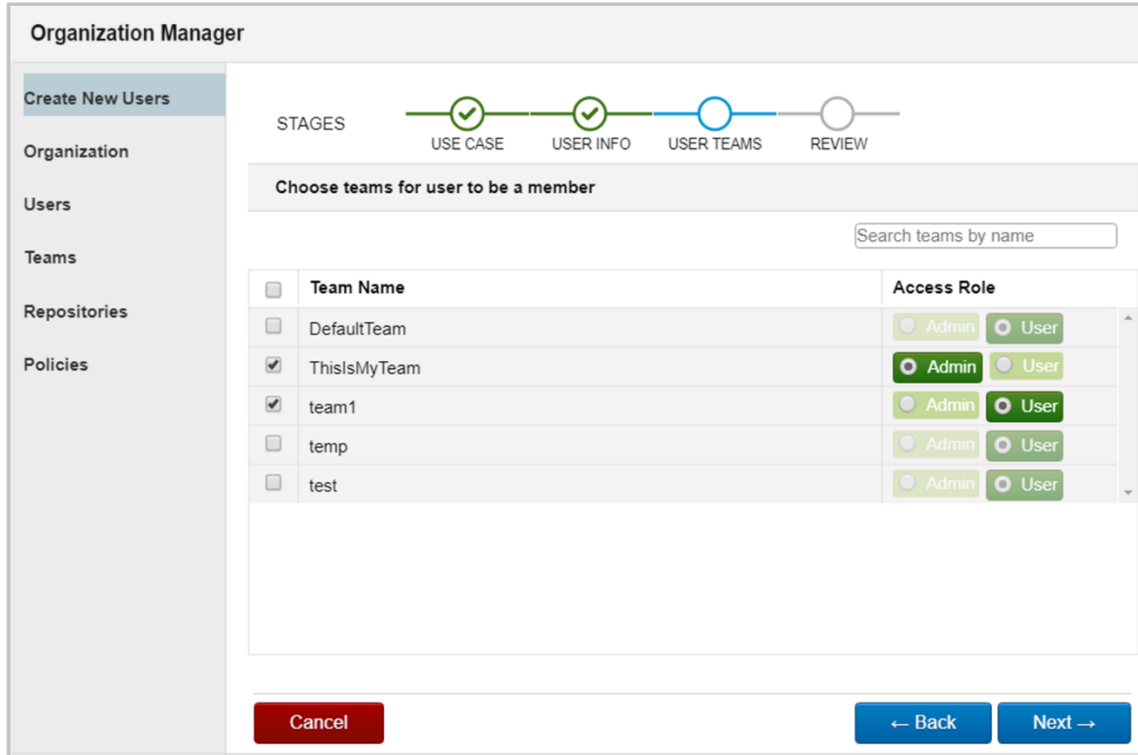 Organization Manager
Create New Users
Organization
Users
Teams
Repositories
Policies
STAGES
USE CASE USER INFO USER TEAMS REVIEW
Choose teams for user to be a member
Search teams by name
Team Name Access Role
DefaultTeam Admin User
ThisIsMyTeam Admin User
team1 Admin User
temp Admin User
test Admin User
Cancel ← Back Next →